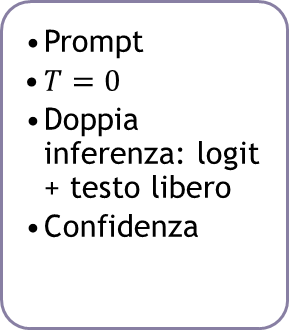 • Prompt
• T = 0
• Doppia
inferenza: logit
+ testo libero
• Confidenza